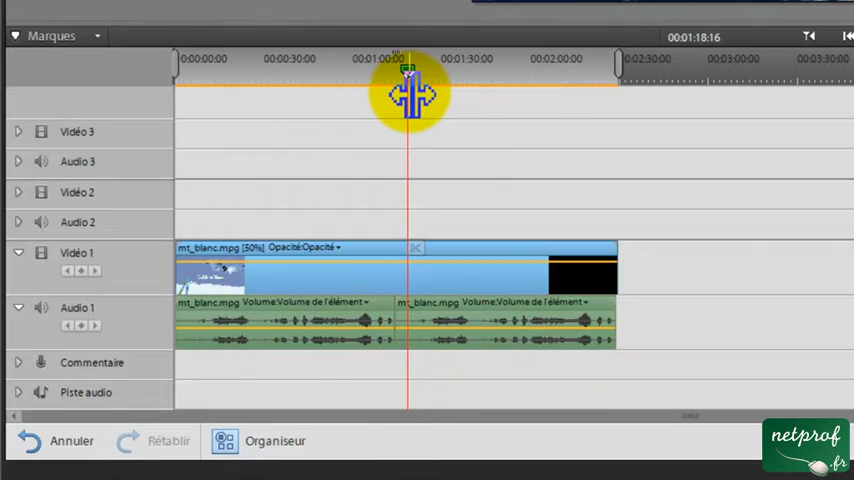 Marques
00:01:18:16
0:00:00:00 00:00:30:00 00:01:00:00 00:01:30:00 00:02:00:00 00:02:30:00 00:03:00:00 00:03:30:00
Vidéo 3
Audio 3
Vidéo 2
Audio 2
Vidéo 1
mt_blanc.mpg [50%] Opacité:Opacité
Audio 1
mt_blanc.mpg Volume:Volume de l'élément
mt_blanc.mpg Volume:Volume de l'élément
Commentaire
Piste audio
Annuler
Rétablir
Organiseur
netprof
.fr